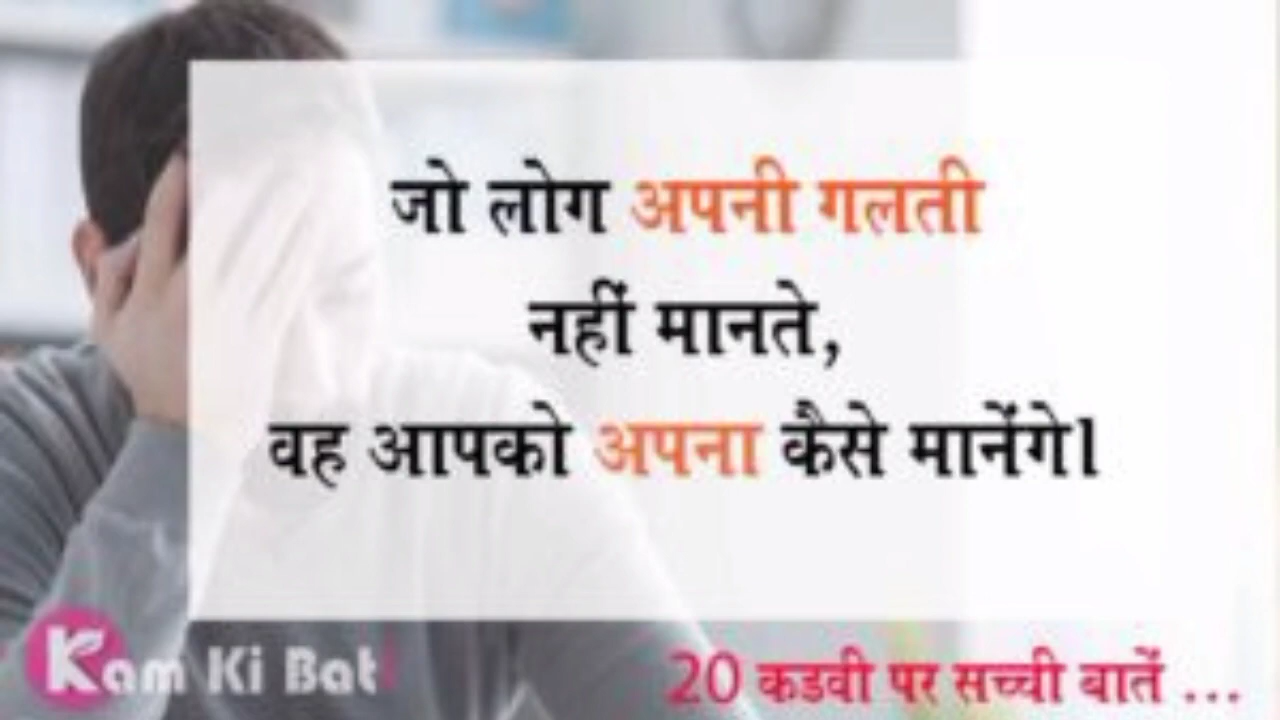 जो लोग अपनी गलती
नहीं मानते,
वह आपको अपना कैसे मानेंगे।
Kam Ki Bat!
20 कडवी पर सच्ची बातें ...